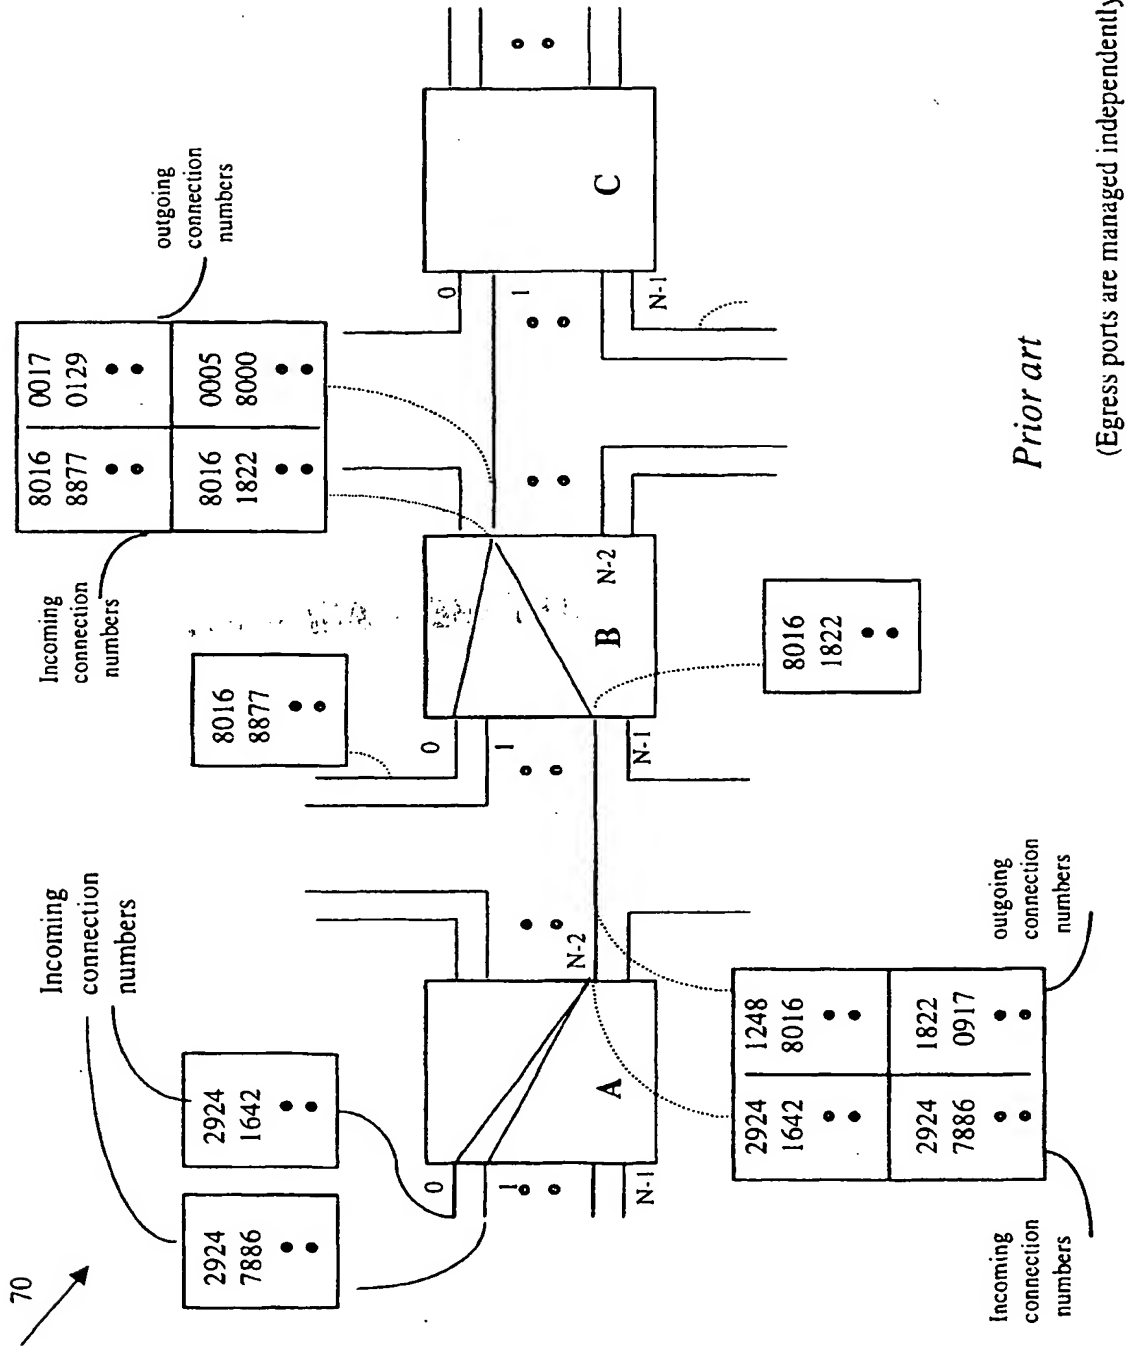 70
2924
7886
2924
1642
Incoming
connection
numbers
0
1
N-1
A
N-2
Incoming
connection
numbers
2924
1642
1248
8016
2924
7886
1822
0917
outgoing
connection
numbers
8016
8877
0
1
N-1
B
N-2
8016
1822
Incoming
connection
numbers
8016
8877
0017
0129
8016
1822
0005
8000
outgoing
connection
numbers
0
1
N-1
C
Prior art
(Egress ports are managed independently